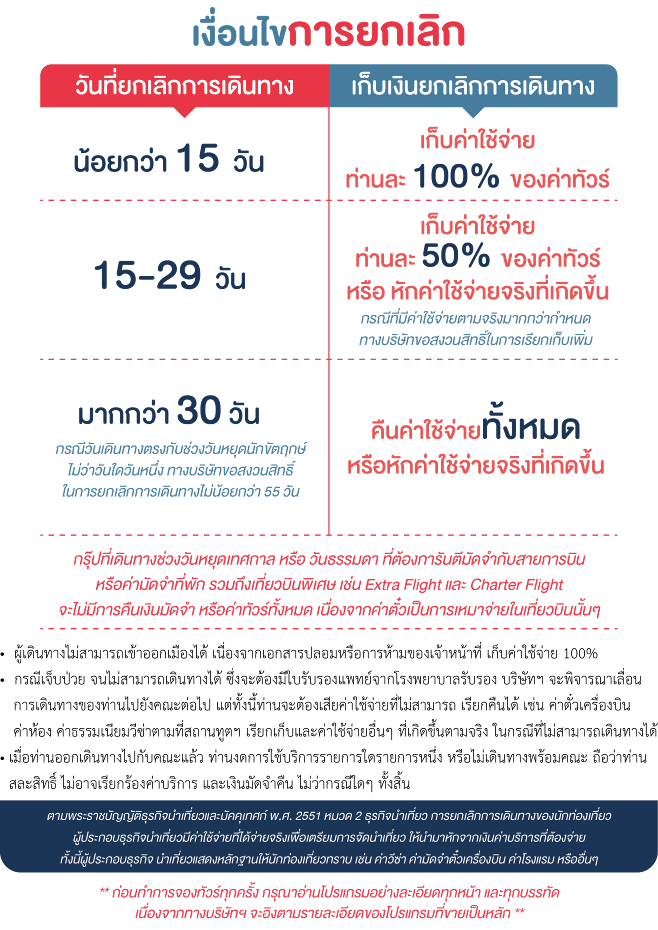 เงื่อนไขการยกเลิก
วันที่ยกเลิกการเดินทาง
เก็บเงินยกเลิกการเดินทาง
น้อยกว่า 15 วัน
เก็บค่าใช้จ่าย
ท่านละ 100% ของค่าทัวร์
15-29 วัน
เก็บค่าใช้จ่าย
ท่านละ 50% ของค่าทัวร์
หรือ หักค่าใช้จ่ายจริงที่เกิดขึ้น
กรณีที่มีค่าใช้จ่ายตามจริงมากกว่ากำหนด
ทางบริษัทขอสงวนสิทธิ์ในการเรียกเก็บเพิ่ม
มากกว่า 30 วัน
กรณีวันเดินทางตรงกับช่วงวันหยุดนักขัตฤกษ์
ไม่ว่าวันใดวันหนึ่ง ทางบริษัทขอสงวนสิทธิ์
ในการยกเลิกการเดินทางไม่น้อยกว่า 55 วัน
คืนค่าใช้จ่ายทั้งหมด
หรือหักค่าใช้จ่ายจริงที่เกิดขึ้น
กรุ๊ปที่เดินทางช่วงวันหยุดเทศกาล หรือ วันธรรมดา ที่ต้องการันตีมัดจำกับสายการบิน
หรือค่ามัดจำที่พัก รวมถึงเที่ยวบินพิเศษ เช่น Extra Flight และ Charter Flight
จะไม่มีการคืนเงินมัดจำ หรือค่าทัวร์ทั้งหมด เนื่องจากค่าตั๋วเป็นการเหมาจ่ายในเที่ยวบินนั้นๆ
• ผู้เดินทางไม่สามารถเข้าออกเมืองได้ เนื่องจากเอกสารปลอมหรือการห้ามของเจ้าหน้าที่ เก็บค่าใช้จ่าย 100%
• กรณีเจ็บป่วย จนไม่สามารถเดินทางได้ ซึ่งจะต้องมีใบรับรองแพทย์จากโรงพยาบาลรับรอง บริษัทฯ จะพิจารณาเลื่อน
การเดินทางของท่านไปยังคณะต่อไป แต่ทั้งนี้ท่านจะต้องเสียค่าใช้จ่ายที่ไม่สามารถ เรียกคืนได้ เช่น ค่าตั๋วเครื่องบิน
ค่าห้อง ค่าธรรมเนียมวีซ่าตามที่สถานทูตฯ เรียกเก็บและค่าใช้จ่ายอื่นๆ ที่เกิดขึ้นตามจริง ในกรณีที่ไม่สามารถเดินทางได้
• เมื่อท่านออกเดินทางไปกับคณะแล้ว ท่านงดการใช้บริการรายการใดรายการหนึ่ง หรือไม่เดินทางพร้อมคณะ ถือว่าท่าน
สละสิทธิ์ ไม่อาจเรียกร้องค่าบริการ และเงินมัดจำคืน ไม่ว่ากรณีใดๆ ทั้งสิ้น
ตามพระราชบัญญัติธุรกิจนำเที่ยวและมัคคุเทศก์ พ.ศ. 2551 หมวด 2 ธุรกิจนำเที่ยว การยกเลิกการเดินทางของนักท่องเที่ยว
ผู้ประกอบธุรกิจนำเที่ยวมีค่าใช้จ่ายที่ได้จ่ายจริงเพื่อเตรียมการจัดนำเที่ยว ให้นำมาหักจากเงินค่าบริการที่ต้องจ่าย
ทั้งนี้ผู้ประกอบธุรกิจ นำเที่ยวแสดงหลักฐานให้นักท่องเที่ยวทราบ เช่น ค่าวีซ่า ค่ามัดจำตั๋วเครื่องบิน ค่าโรงแรม หรืออื่นๆ
** ก่อนทำการจองทัวร์ทุกครั้ง กรุณาอ่านโปรแกรมอย่างละเอียดทุกหน้า และทุกบรรทัด
เนื่องจากทางบริษัทฯ จะอิงตามรายละเอียดของโปรแกรมที่ขายเป็นหลัก **